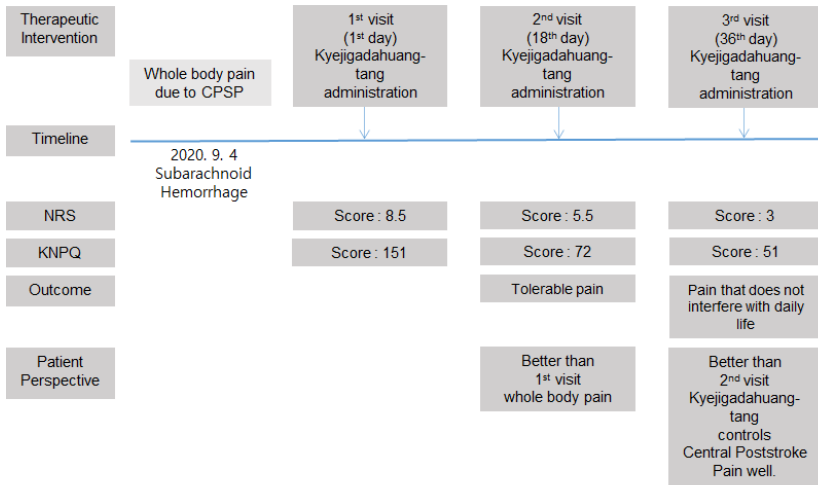 Therapeutic
Intervention
Whole body pain
due to CPSP
1st visit
(1st day)
Kyejigadahuang-
tang
administration
2nd visit
(18th day)
Kyejigadahuang-
tang
administration
3rd visit
(36th day)
Kyejigadahuang-
tang
administration
Timeline
2020. 9. 4
Subarachnoid
Hemorrhage
NRS
Score : 8.5
Score : 5.5
Score : 3
KNPQ
Score : 151
Score : 72
Score : 51
Outcome
Tolerable pain
Pain that does not
interfere with daily
life
Patient
Perspective
Better than
1st visit
whole body pain
Better than
2nd visit
Kyejigadahuang-
tang
controls
Central Poststroke
Pain well.